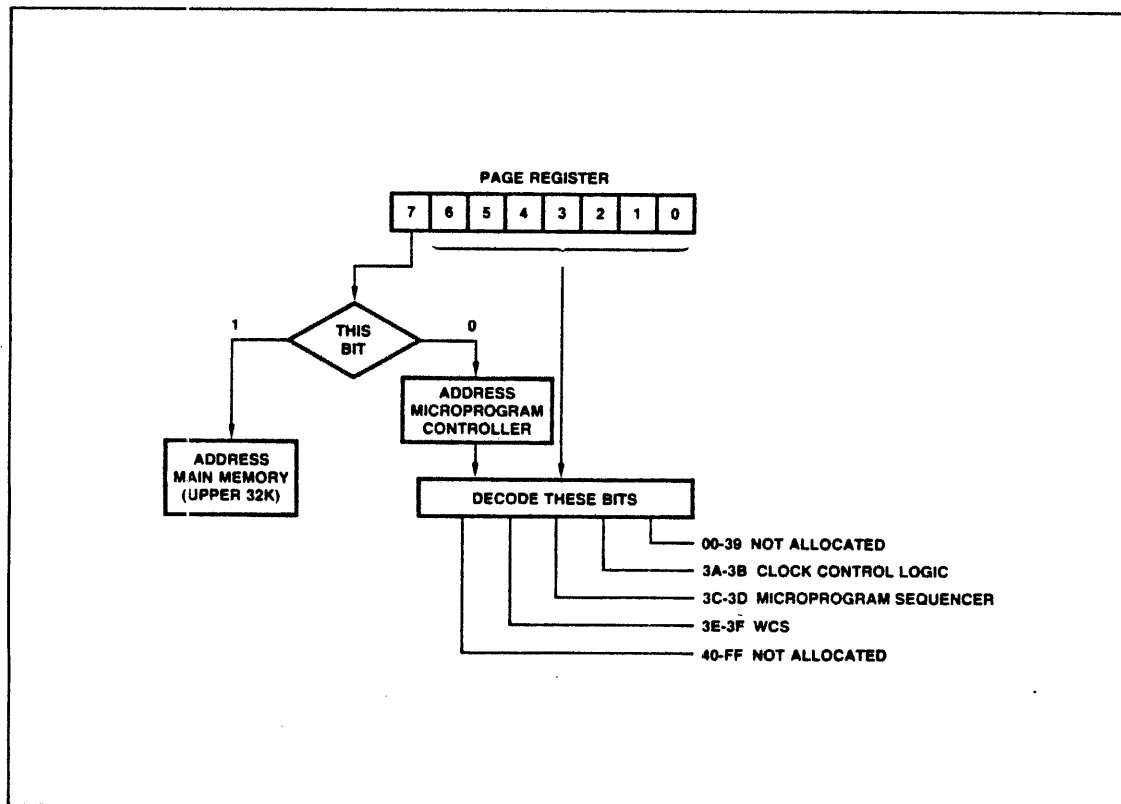 PAGE REGISTER
7 6 5 4 3 2 1 0
1
THIS
BIT
0
ADDRESS
MICROPROGRAM
CONTROLLER
ADDRESS
MAIN MEMORY
(UPPER 32K)
DECODE THESE BITS
00-39 NOT ALLOCATED
3A-3B CLOCK CONTROL LOGIC
3C-3D MICROPROGRAM SEQUENCER
3E-3F WCS
40-FF NOT ALLOCATED